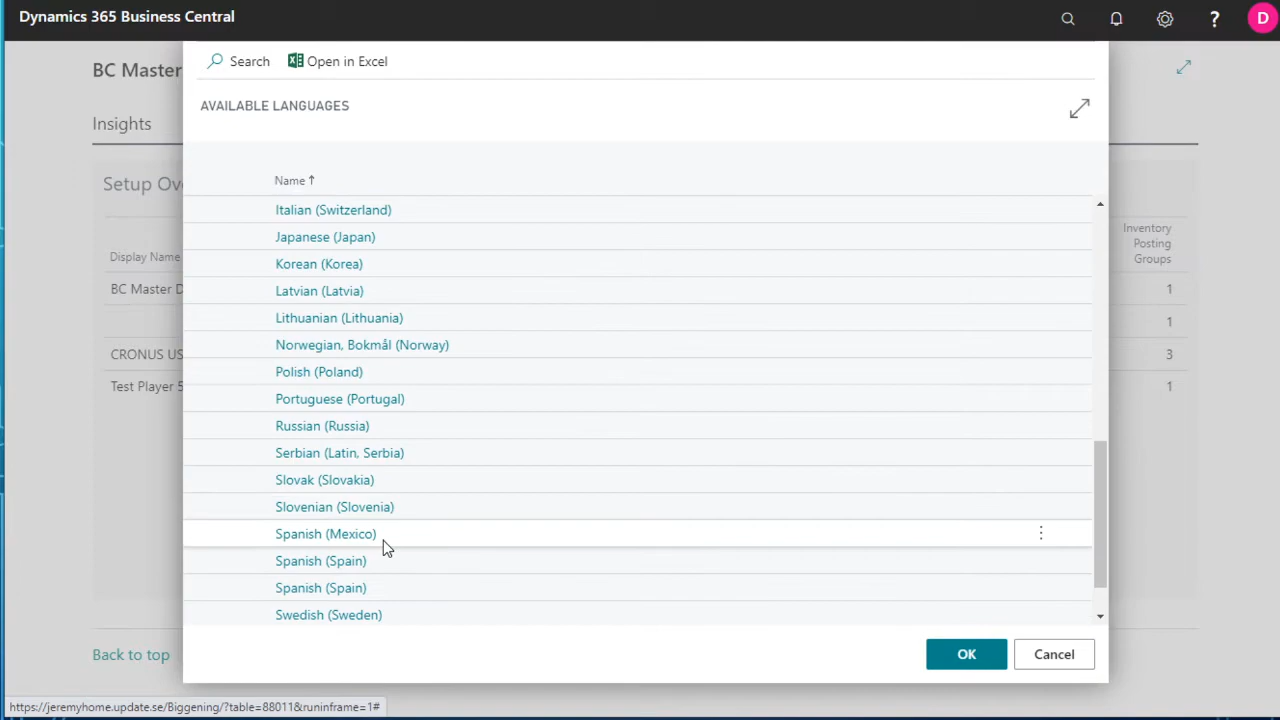 Dynamics 365 Business Central
?
D
BC Master
Search
Open in Excel
AVAILABLE LANGUAGES
Insights
Name
Setup Ov
Italian (Switzerland)
Inventory
Posting
Groups
Japanese (Japan)
Display Name
Korean (Korea)
BC Master D
Latvian (Latvia)
1
Lithuanian (Lithuania)
1
Norwegian, Bokmål (Norway)
CRONUS US
3
Polish (Poland)
Test Player 5
1
Portuguese (Portugal)
Russian (Russia)
Serbian (Latin, Serbia)
Slovak (Slovakia)
Slovenian (Slovenia)
Spanish (Mexico)
Spanish (Spain)
Spanish (Spain)
Swedish (Sweden)
Back to top
OK
Cancel
https://jeremyhome.update.se/Biggening/?table=88011&runinframe=1#